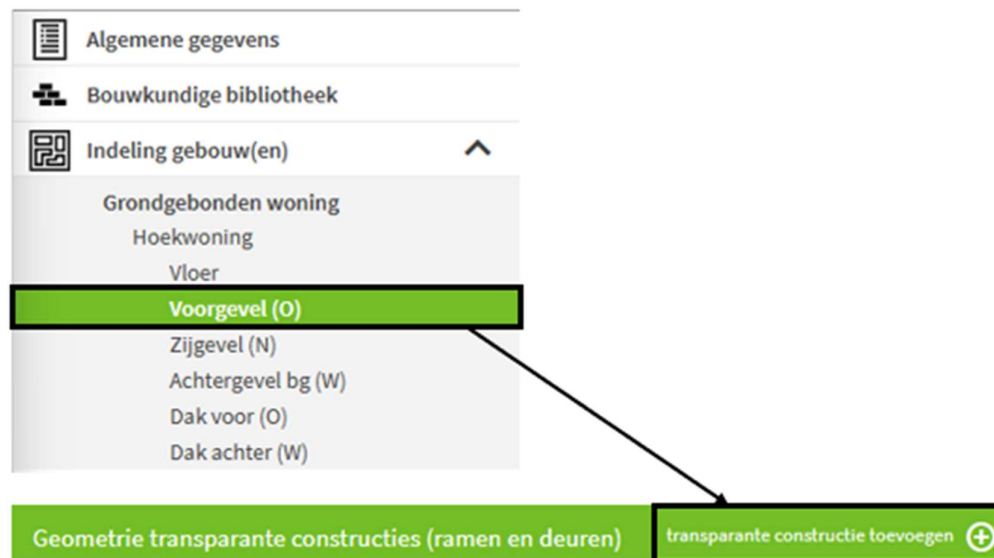 Algemene gegevens
Bouwkundige bibliotheek
Indeling gebouw(en)
Grondgebonden woning
Hoekwoning
Vloer
Voorgevel (O)
Zijgevel (N)
Achtergevel bg (W)
Dak voor (O)
Dak achter (W)
Geometrie transparante constructies (ramen en deuren) transparante constructie toevoegen